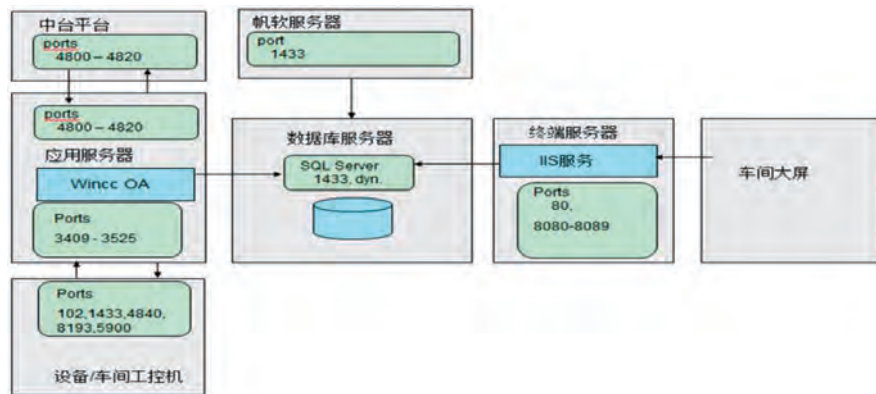 中台平台
ports
4800 – 4820
帆软服务器
port
1433
ports
4800 – 4820
应用服务器
Wincc OA
Ports
3409 - 3525
数据库服务器
SQL Server
1433, dyn.
终端服务器
IIS服务
Ports
80,
8080-8089
车间大屏
Ports
102,1433,4840,
8193,5900
设备/车间工控机